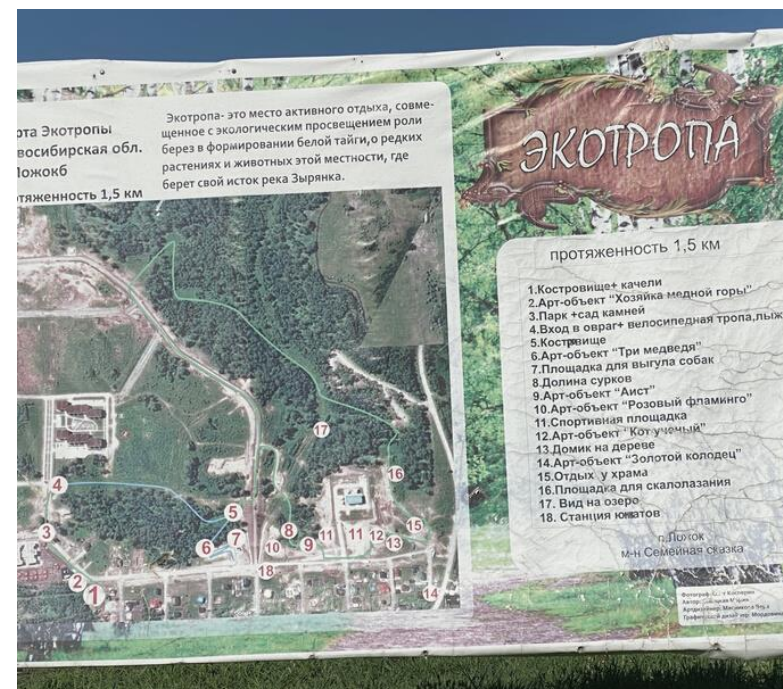 рта Экотропы
восибирская обл.
Ложокб
отяженность 1,5 км
Экотропа- это место активного отдыха, совме-
щенное с экологическим просвещением роли
берез в формировании белой тайги,о редких
растениях и животных этой местности, где
берет свой исток река Зырянка.
ЭКОТРОПА
протяженность 1,5 км
1.Костровище+ качели
2.Арт-объект "Хозяйка медной горы"
3.Парк +сад камней
4.Вход в овраг+ велосипедная тропа,лыж
5.Костровище
6.Арт-объект "Три медведя"
7.Площадка для выгула собак
8.Долина сурков
9.Арт-объект "Аист"
10.Арт-объект "Розовый фламинго"
11.Спортивная площадка
12.Арт-объект "Кот ученый"
13.Домик на дереве
14.Арт-объект "Золотой колодец"
15.Отдых у храма
16.Площадка для скалолазания
17. Вид на озеро
18. Станция юннатов
п.Ложок
м-н Семейная сказка
17
4
16
3
5
8
15
7
11
11
12
6
10
9
13
18
2
1
14